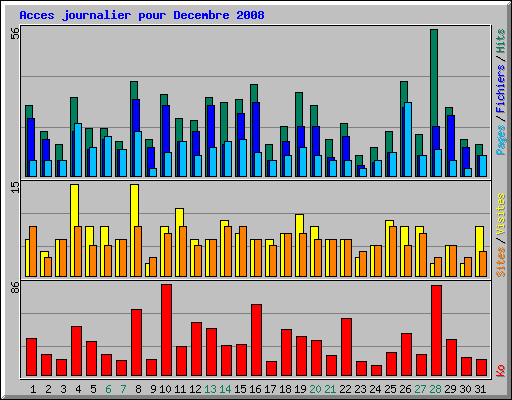 Acces journalier pour Decembre 2008
56
Pages / Fichiers / Hits
15
Sites / Visites
86
Ko
1 2 3 4 5 6 7 8 9 10 11 12 13 14 15 16 17 18 19 20 21 22 23 24 25 26 27 28 29 30 31